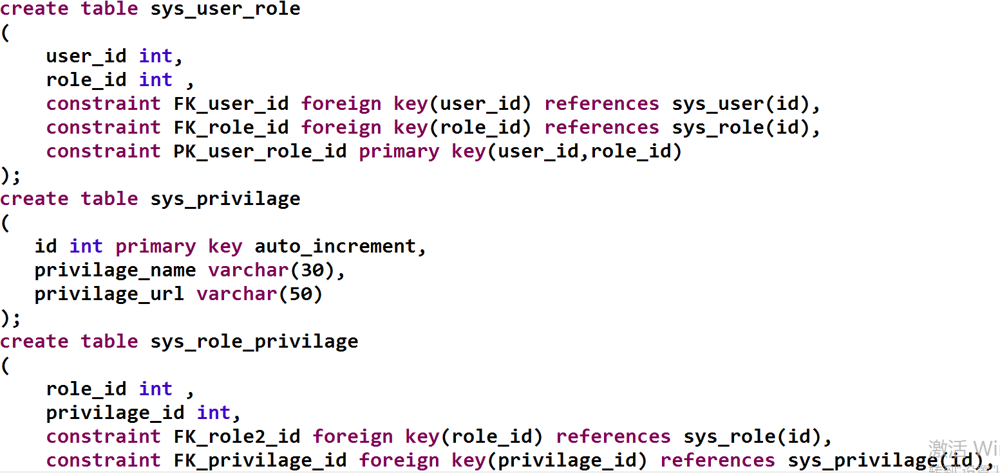 create table sys_user_role
(
    user_id int,
    role_id int ,
    constraint FK_user_id foreign key(user_id) references sys_user(id),
    constraint FK_role_id foreign key(role_id) references sys_role(id),
    constraint PK_user_role_id primary key(user_id,role_id)
);
create table sys_privilage
(
   id int primary key auto_increment,
   privilage_name varchar(30),
   privilage_url varchar(50)
);
create table sys_role_privilage
(
    role_id int ,
    privilage_id int,
    constraint FK_role2_id foreign key(role_id) references sys_role(id),
    constraint FK_privilage_id foreign key(privilage_id) references sys_privilage(id),
激活 Win